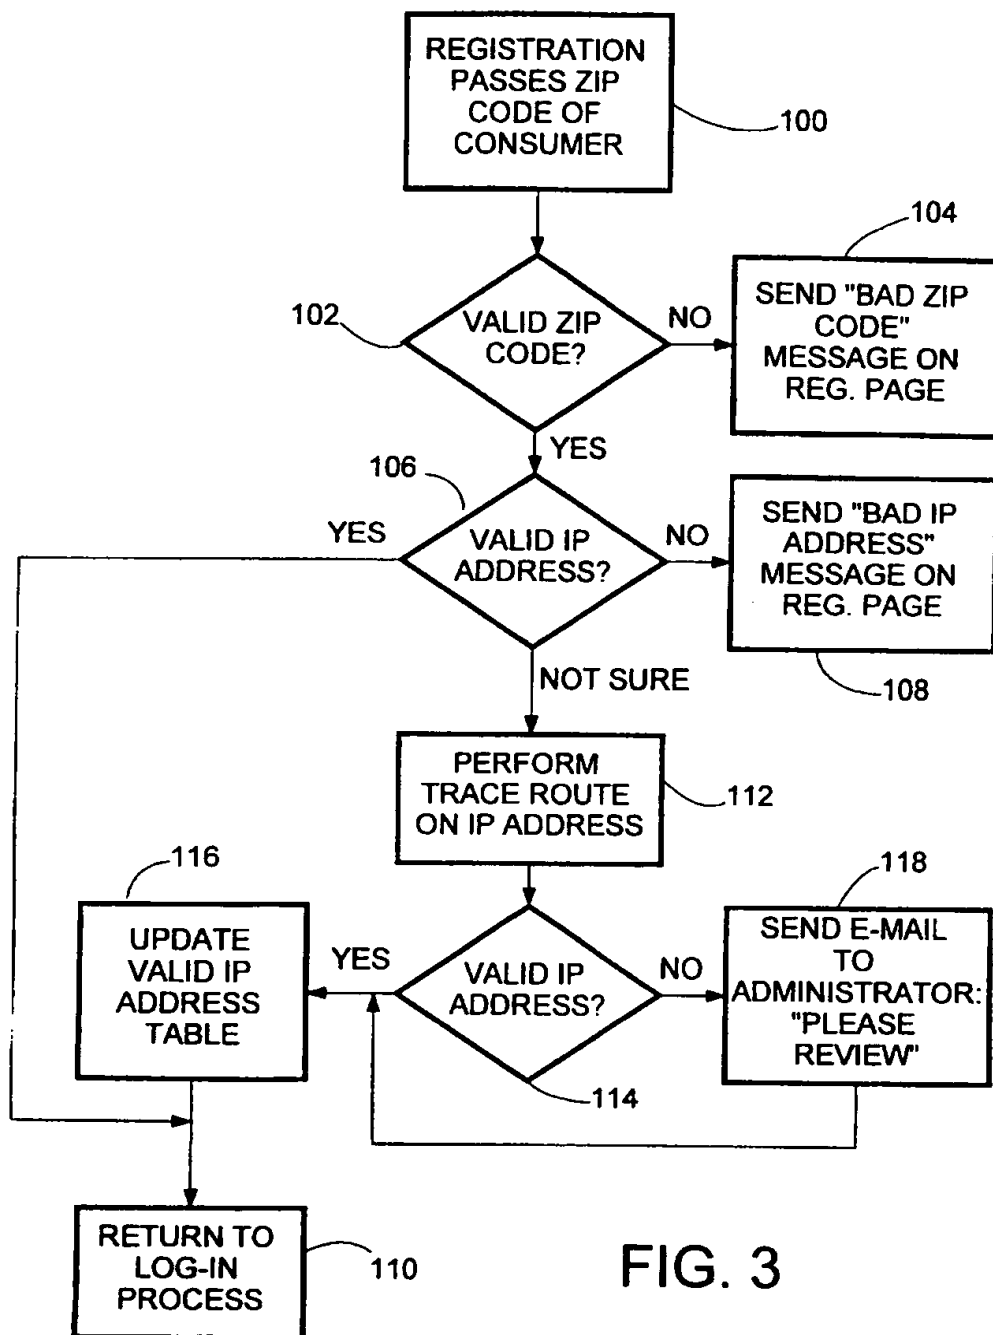 REGISTRATION
PASSES ZIP
CODE OF
CONSUMER
100
104
SEND "BAD ZIP
CODE"
MESSAGE ON
REG. PAGE
102
VALID ZIP
CODE?
NO
YES
106
YES
VALID IP
ADDRESS?
NO
SEND "BAD IP
ADDRESS"
MESSAGE ON
REG. PAGE
108
NOT SURE
PERFORM
TRACE ROUTE
ON IP ADDRESS
112
116
UPDATE
VALID IP
ADDRESS
TABLE
YES
VALID IP
ADDRESS?
NO
114
118
SEND E-MAIL
TO
ADMINISTRATOR:
"PLEASE
REVIEW"
RETURN TO
LOG-IN
PROCESS
110
FIG. 3